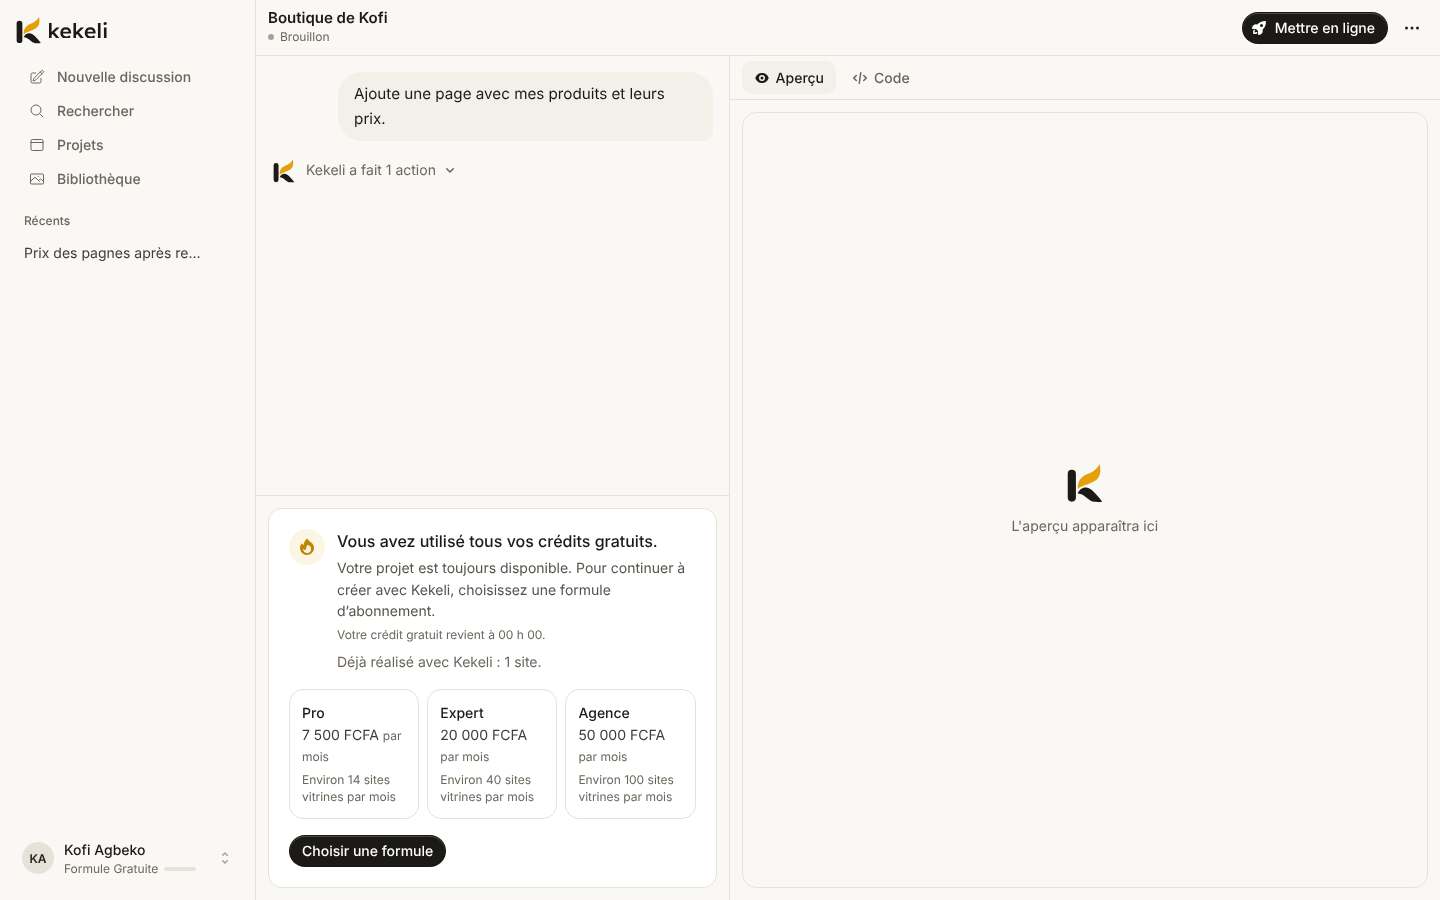 kekeli
Nouvelle discussion
Rechercher
Projets
Bibliothèque
Récents
Prix des pagnes après re...
KA
Kofi Agbeko
Formule Gratuite
Boutique de Kofi
Brouillon
Mettre en ligne
Ajoute une page avec mes produits et leurs
prix.
Kekeli a fait 1 action
Vous avez utilisé tous vos crédits gratuits.
Votre projet est toujours disponible. Pour continuer à
créer avec Kekeli, choisissez une formule
d’abonnement.
Votre crédit gratuit revient à 00 h 00.
Déjà réalisé avec Kekeli : 1 site.
Pro
7 500 FCFA par
mois
Environ 14 sites
vitrines par mois
Expert
20 000 FCFA
par mois
Environ 40 sites
vitrines par mois
Agence
50 000 FCFA
par mois
Environ 100 sites
vitrines par mois
Choisir une formule
Aperçu
Code
L'aperçu apparaîtra ici